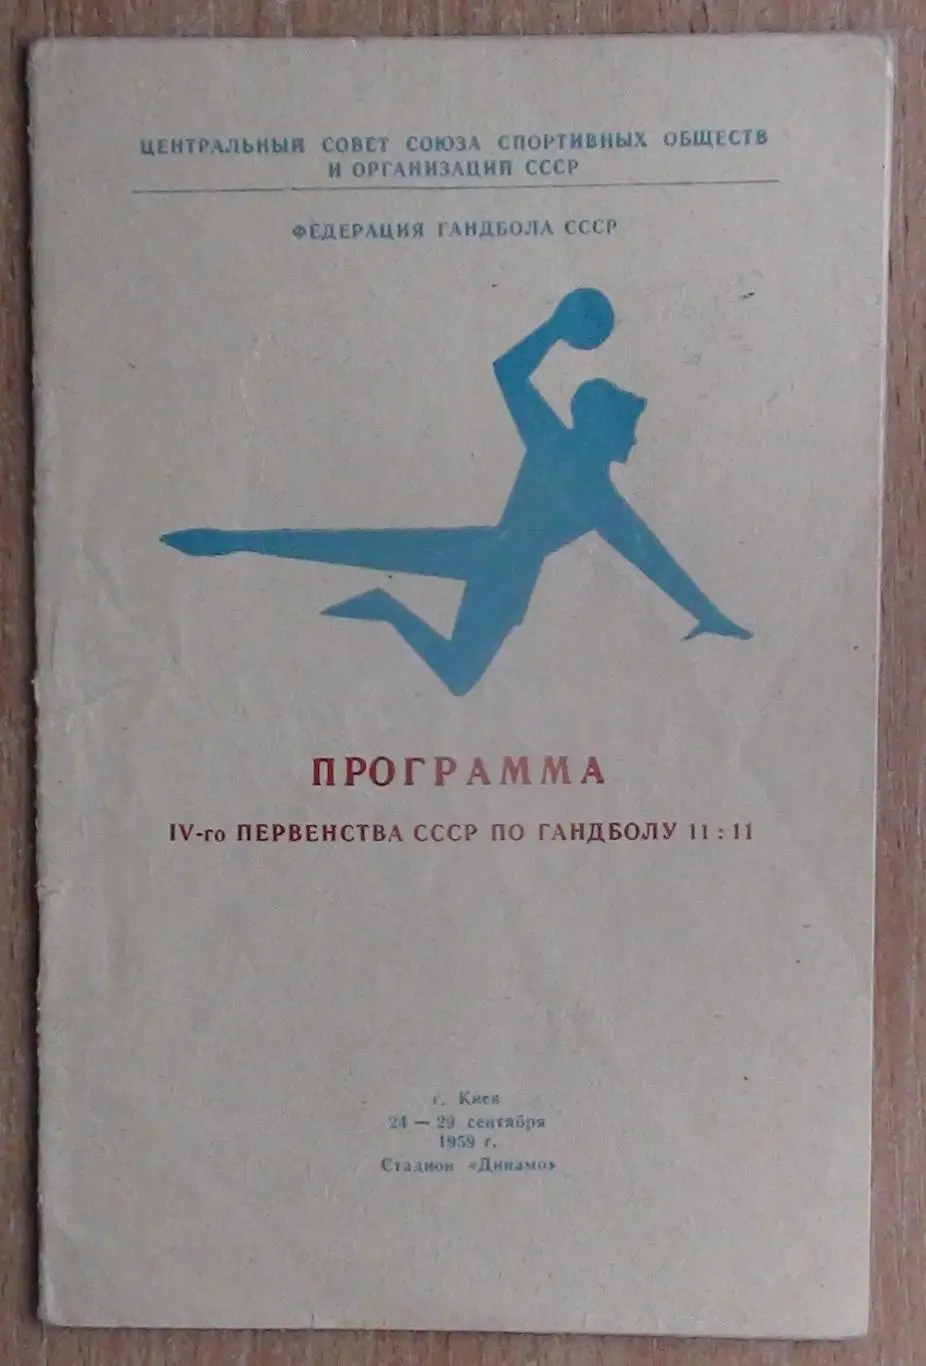 ЦЕНТРАЛЬНЫЙ СОВЕТ СОЮЗА СПОРТИВНЫХ ОБЩЕСТВ
И ОРГАНИЗАЦИЙ СССР
ФЕДЕРАЦИЯ ГАНДБОЛА СССР
ПРОГРАММА
IV-го ПЕРВЕНСТВА СССР ПО ГАНДБОЛУ 11 : 11
г. Киев
24 — 29 сентября
1959 г.
Стадион «Динамо»